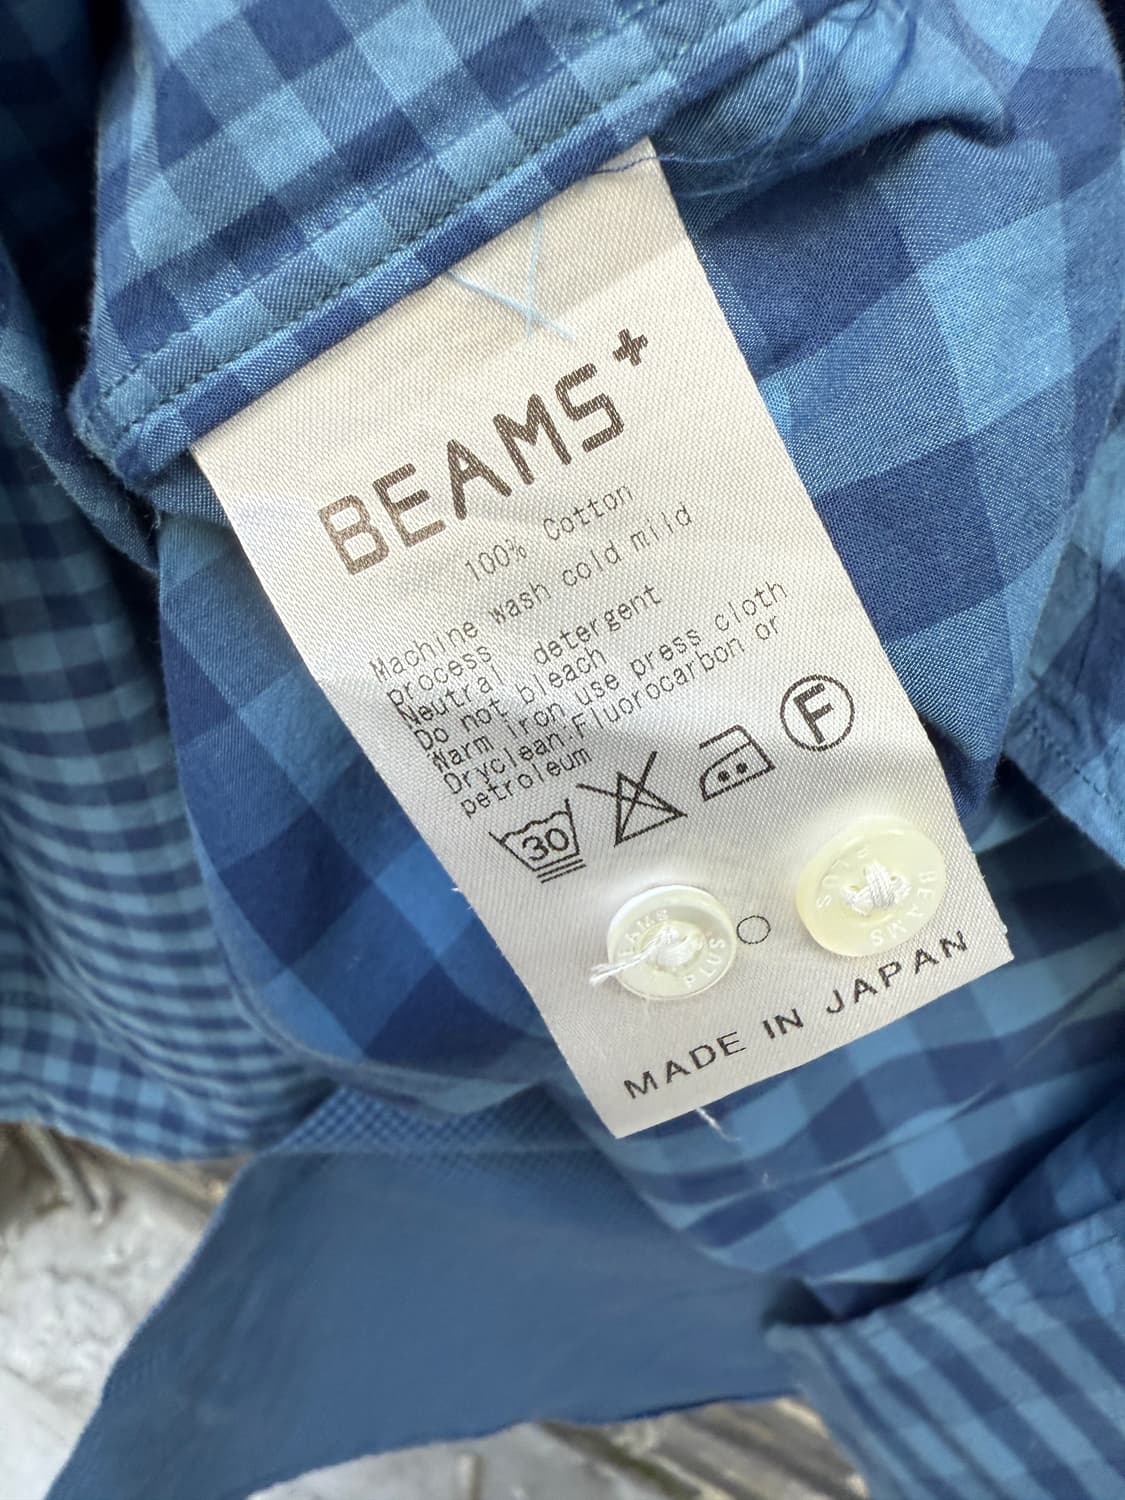 BEAMS+
100% Cotton
Machine wash cold mild
process
Neutral detergent
Do not bleach
Warm iron use press cloth
Dryclean:Fluorocarbon or
petroleum
30
F
BEAMS PLUS
BEAMS PLUS
MADE IN JAPAN